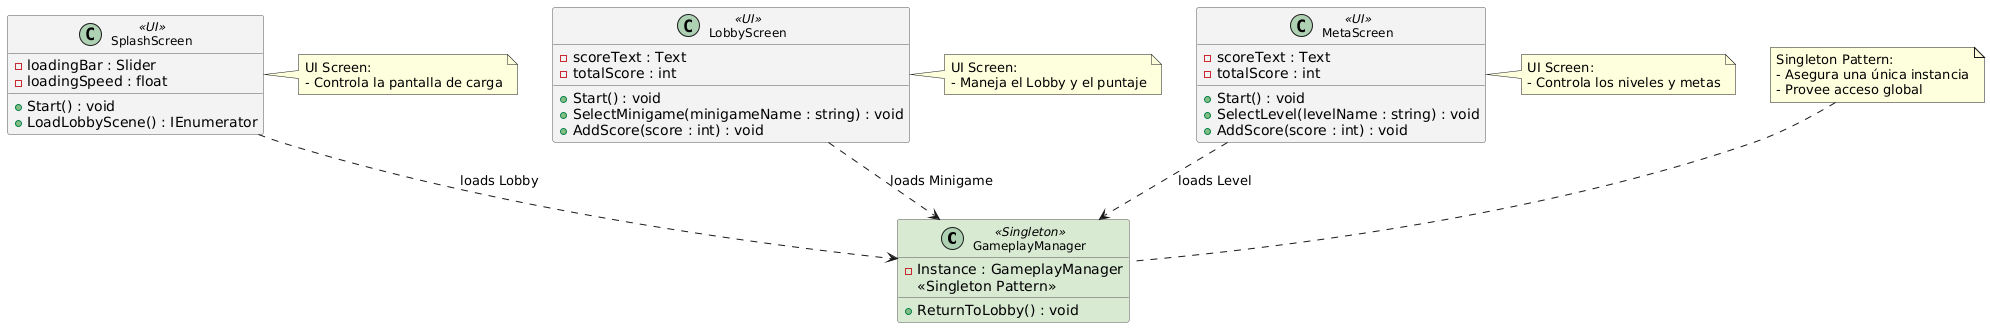 «UI»
SplashScreen
loadingBar : Slider
loadingSpeed : float
Start() : void
LoadLobbyScene() : IEnumerator
UI Screen:
- Controla la pantalla de carga
«UI»
LobbyScreen
scoreText : Text
totalScore : int
Start() : void
SelectMinigame(minigameName : string) : void
AddScore(score : int) : void
UI Screen:
- Maneja el Lobby y el puntaje
«UI»
MetaScreen
scoreText : Text
totalScore : int
Start() : void
SelectLevel(levelName : string) : void
AddScore(score : int) : void
UI Screen:
- Controla los niveles y metas
Singleton Pattern:
- Asegura una única instancia
- Provee acceso global
loads Lobby
loads Minigame
loads Level
«Singleton»
GameplayManager
Instance : GameplayManager
«Singleton Pattern»
ReturnToLobby() : void
C
C
C
C